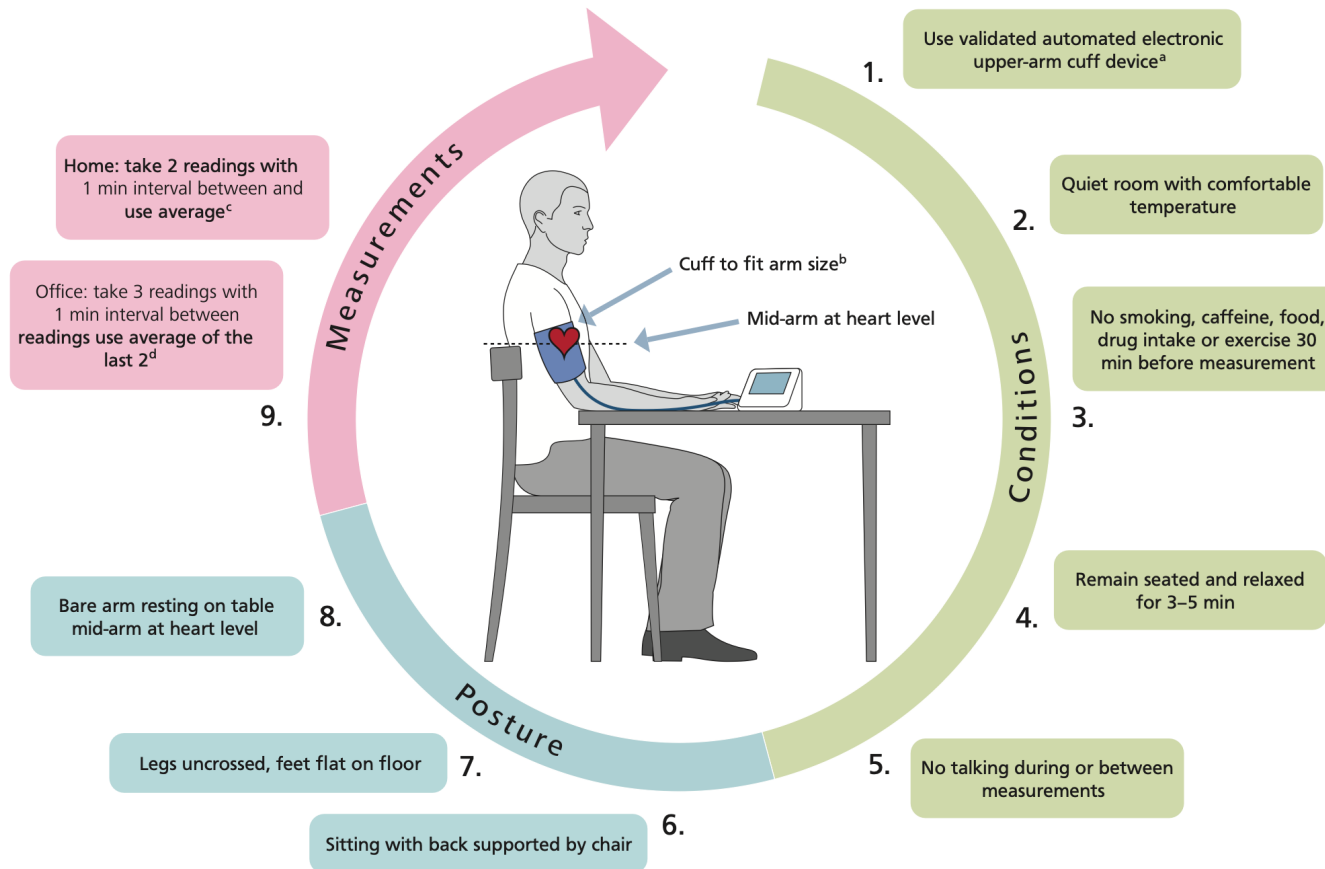 1.
Use validated automated electronic
upper-arm cuff deviceᵃ
2.
Quiet room with comfortable
temperature
3.
No smoking, caffeine, food,
drug intake or exercise 30
min before measurement
Conditions
4.
Remain seated and relaxed
for 3–5 min
5.
No talking during or between
measurements
6.
Sitting with back supported by chair
Posture
7.
Legs uncrossed, feet flat on floor
8.
Bare arm resting on table
mid-arm at heart level
9.
Measurements
Home: take 2 readings with
1 min interval between and
use averageᶜ
Office: take 3 readings with
1 min interval between
readings use average of the
last 2ᵈ
Cuff to fit arm sizeᵇ
Mid-arm at heart level